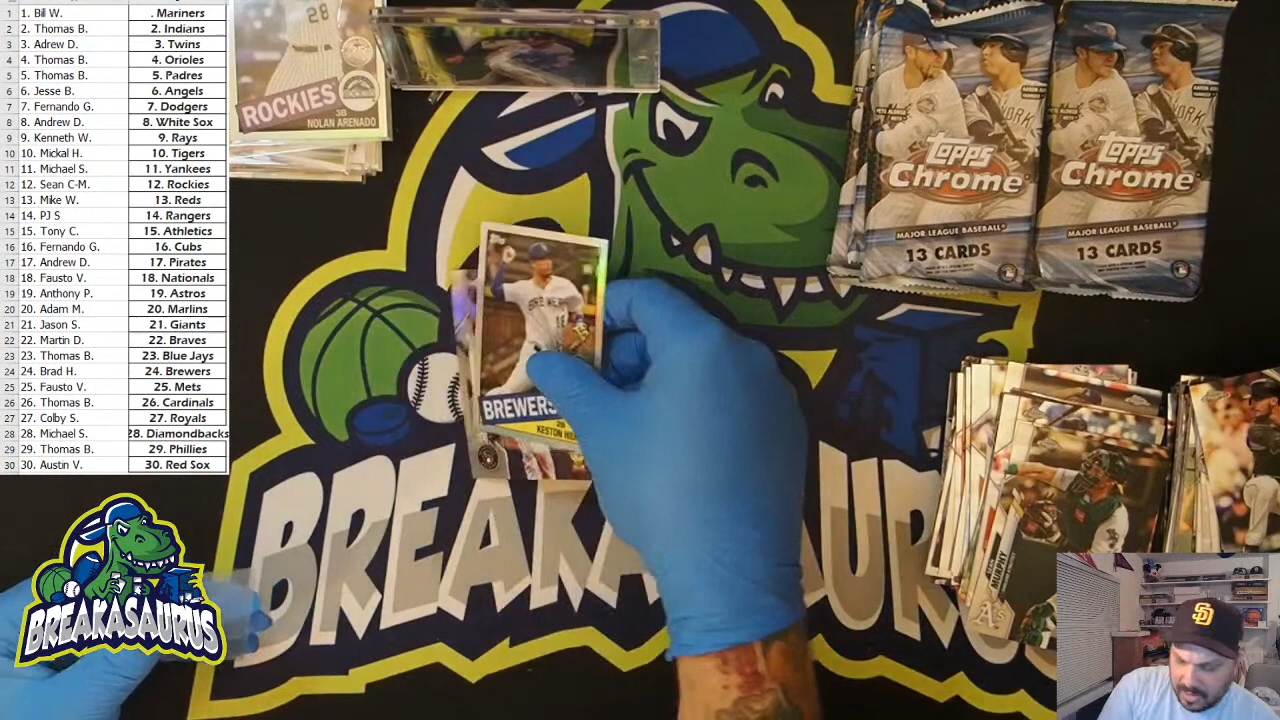 1 1. Bill W. . Mariners
2 2. Thomas B. 2. Indians
3 3. Adrew D. 3. Twins
4 4. Thomas B. 4. Orioles
5 5. Thomas B. 5. Padres
6 6. Jesse B. 6. Angels
7 7. Fernando G. 7. Dodgers
8 8. Andrew D. 8. White Sox
9 9. Kenneth W. 9. Rays
10 10. Mickal H. 10. Tigers
11 11. Michael S. 11. Yankees
12 12. Sean C-M. 12. Rockies
13 13. Mike W. 13. Reds
14 14. PJ S 14. Rangers
15 15. Tony C. 15. Athletics
16 16. Fernando G. 16. Cubs
17 17. Andrew D. 17. Pirates
18 18. Fausto V. 18. Nationals
19 19. Anthony P. 19. Astros
20 20. Adam M. 20. Marlins
21 21. Jason S. 21. Giants
22 22. Martin D. 22. Braves
23 23. Thomas B. 23. Blue Jays
24 24. Brad H. 24. Brewers
25 25. Fausto V. 25. Mets
26 26. Thomas B. 26. Cardinals
27 27. Colby S. 27. Royals
28 28. Michael S. 28. Diamondbacks
29 29. Thomas B. 29. Phillies
30 30. Austin V. 30. Red Sox
28
ROCKIES
3B
NOLAN ARENADO
Topps
Chrome
MAJOR LEAGUE BASEBALL
13 CARDS
Topps
Chrome
MAJOR LEAGUE BASEBALL
13 CARDS
Topps
18
BREWERS
2B
KESTON
BREAKASAUR
MURPHY
A's
SD
BREAKASAURUS